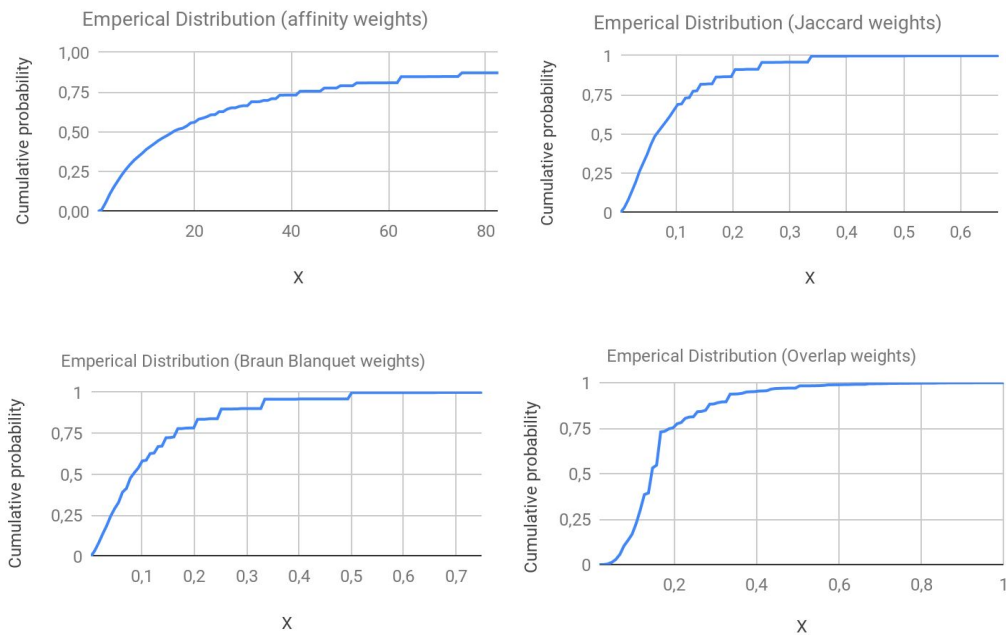 Emperical Distribution (affinity weights)
Cumulative probability
1,00
0,75
0,50
0,25
0,00
20 40 60 80
X
Emperical Distribution (Jaccard weights)
Cumulative probability
1
0,75
0,5
0,25
0
0,1 0,2 0,3 0,4 0,5 0,6
X
Emperical Distribution (Braun Blanquet weights)
Cumulative probability
1
0,75
0,5
0,25
0
0,1 0,2 0,3 0,4 0,5 0,6 0,7
X
Emperical Distribution (Overlap weights)
Cumulative probability
1
0,75
0,5
0,25
0
0,2 0,4 0,6 0,8 1
X